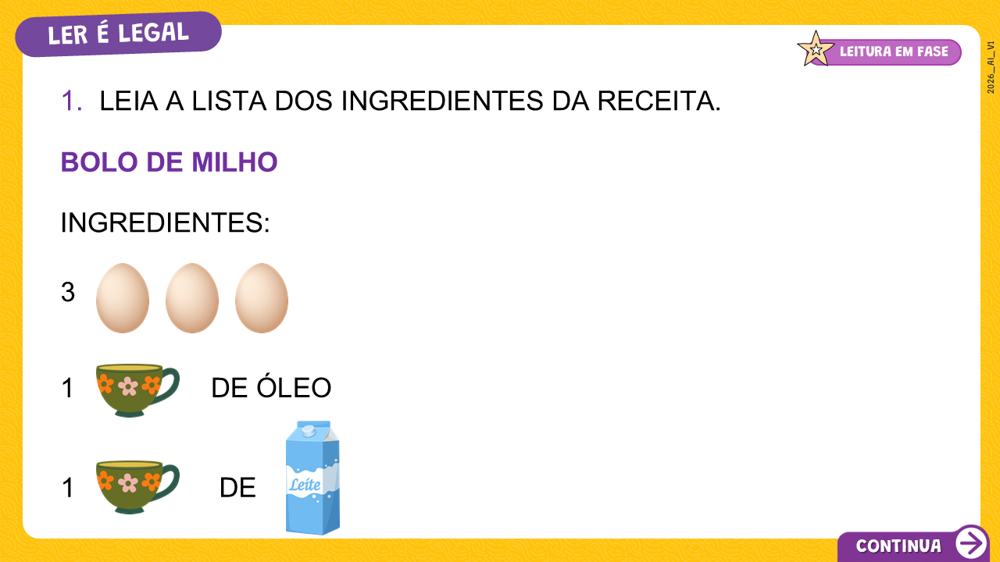 LER É LEGAL
LEITURA EM FASE
2026_AI_V1
1. LEIA A LISTA DOS INGREDIENTES DA RECEITA.
BOLO DE MILHO
INGREDIENTES:
3
1 DE ÓLEO
1 DE Leite
CONTINUA